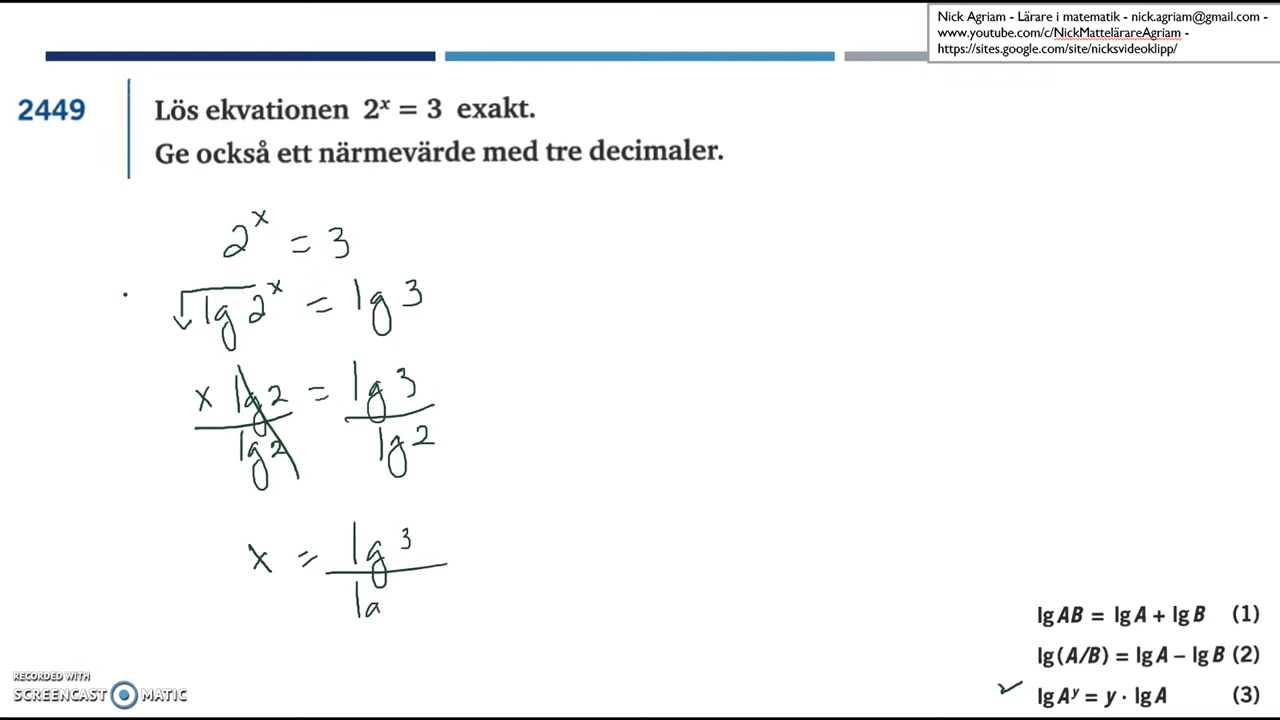 Nick Agriam - Lärare i matematik - nick.agriam@gmail.com -
www.youtube.com/c/NickMattelärareAgriam -
https://sites.google.com/site/nicksvideoklipp/
2449 Lös ekvationen 2ˣ = 3 exakt.
Ge också ett närmevärde med tre decimaler.
2ˣ = 3
lg 2ˣ = lg 3
x lg 2 / lg 2 = lg 3 / lg 2
x = lg 3 / la
lg AB = lg A + lg B (1)
lg (A/B) = lg A − lg B (2)
✓ lg Aʸ = y · lg A (3)
RECORDED WITH
SCREENCAST MATIC